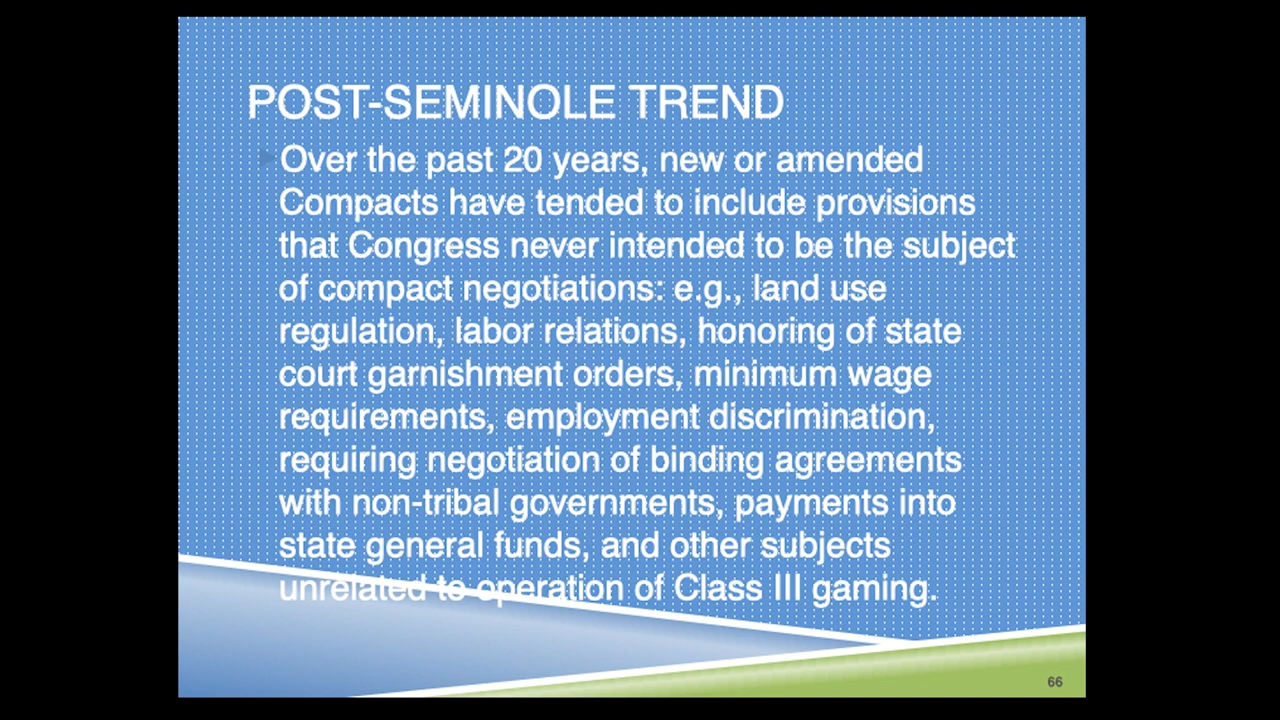 POST-SEMINOLE TREND
Over the past 20 years, new or amended
Compacts have tended to include provisions
that Congress never intended to be the subject
of compact negotiations: e.g., land use
regulation, labor relations, honoring of state
court garnishment orders, minimum wage
requirements, employment discrimination,
requiring negotiation of binding agreements
with non-tribal governments, payments into
state general funds, and other subjects
unrelated to operation of Class III gaming.
66